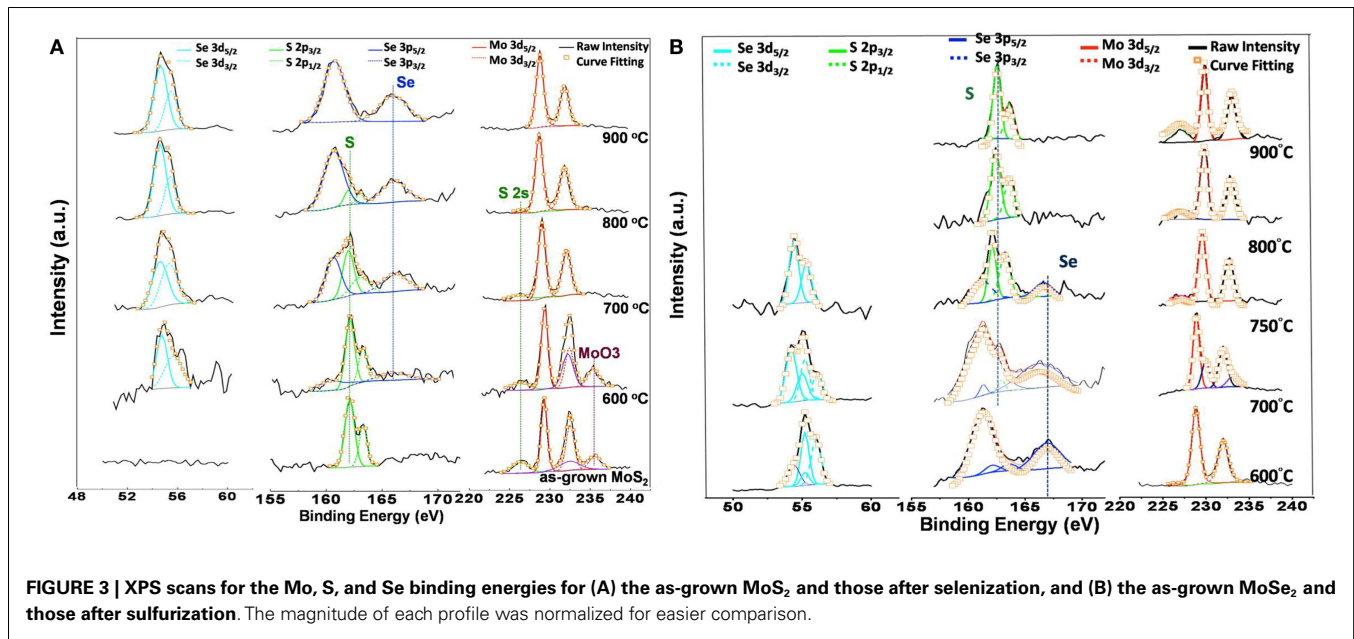 A
Se 3d5/2
Se 3d3/2
S 2p3/2
S 2p1/2
Se 3p5/2
Se 3p3/2
Mo 3d5/2
Mo 3d3/2
Raw Intensity
Curve Fitting
Se
S
S 2s
MoO3
900 °C
800 °C
700 °C
600 °C
as-grown MoS₂
Intensity (a.u.)
48 52 56 60 155 160 165 170 220 225 230 235 240
Binding Energy (eV)
B
Se 3d5/2
Se 3d3/2
S 2p3/2
S 2p1/2
Se 3p5/2
Se 3p3/2
Mo 3d5/2
Mo 3d3/2
Raw Intensity
Curve Fitting
S
Se
900°C
800°C
750°C
700°C
600°C
Intensity (a.u.)
50 55 60 155 160 165 170 220 225 230 235 240
Binding Energy (eV)
FIGURE 3 | XPS scans for the Mo, S, and Se binding energies for (A) the as-grown MoS₂ and those after selenization, and (B) the as-grown MoSe₂ and
those after sulfurization. The magnitude of each profile was normalized for easier comparison.